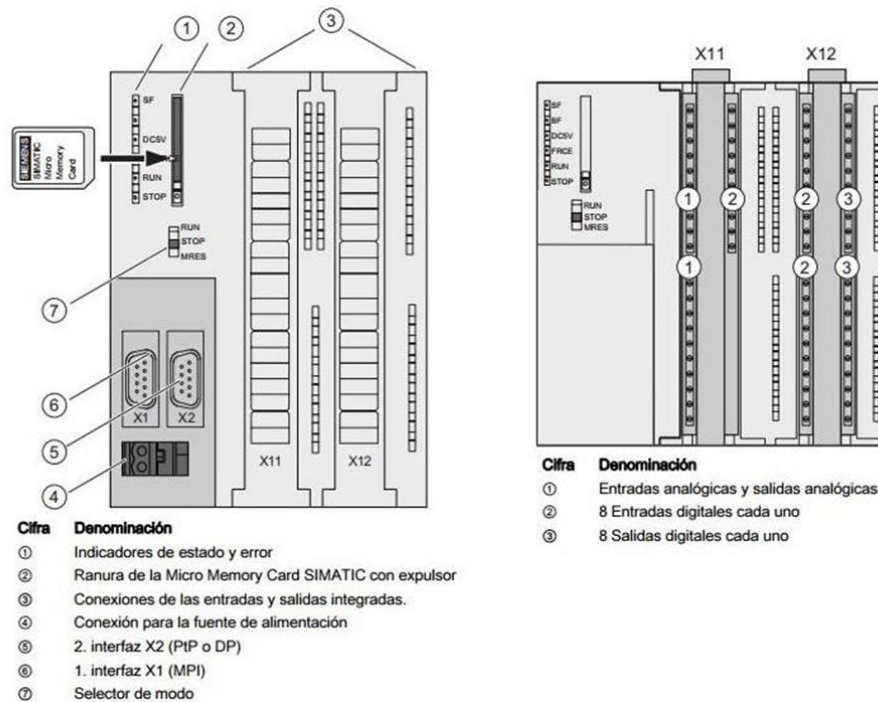 ① ② ③
SF
DC5V
RUN
STOP
SIEMENS
SIMATIC
Micro
Memory
Card
RUN
STOP
MRES
⑦
⑥
X1 X2
⑤
④
X11 X12
Cifra Denominación
① Indicadores de estado y error
② Ranura de la Micro Memory Card SIMATIC con expulsor
③ Conexiones de las entradas y salidas integradas.
④ Conexión para la fuente de alimentación
⑤ 2. interfaz X2 (PtP o DP)
⑥ 1. interfaz X1 (MPI)
⑦ Selector de modo
X11 X12
SF
BF
DC5V
FRCE
RUN
STOP
RUN
STOP
MRES
① ② ② ③
① ② ③
Cifra Denominación
① Entradas analógicas y salidas analógicas
② 8 Entradas digitales cada uno
③ 8 Salidas digitales cada uno